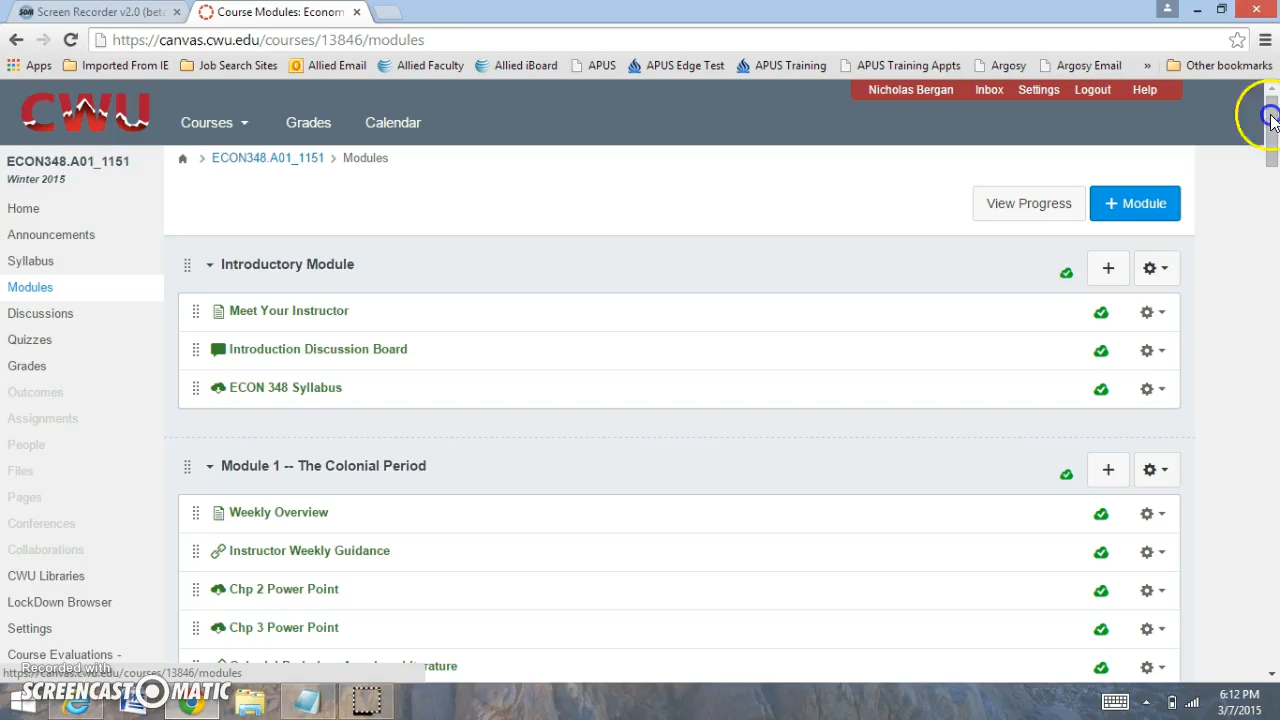 Screen Recorder v2.0 (beta
Course Modules: Econom
https://canvas.cwu.edu/courses/13846/modules
Apps Imported From IE Job Search Sites Allied Email Allied Faculty Allied iBoard APUS APUS Edge Test APUS Training APUS Training Appts Argosy Argosy Email » Other bookmarks
Nicholas Bergan Inbox Settings Logout Help
CWU
Courses Grades Calendar
ECON348.A01_1151
Winter 2015
ECON348.A01_1151 > Modules
Home
Announcements
Syllabus
Modules
Discussions
Quizzes
Grades
Outcomes
Assignments
People
Files
Pages
Conferences
Collaborations
CWU Libraries
LockDown Browser
Settings
Course Evaluations -
View Progress + Module
Introductory Module
Meet Your Instructor
Introduction Discussion Board
ECON 348 Syllabus
Module 1 -- The Colonial Period
Weekly Overview
Instructor Weekly Guidance
Chp 2 Power Point
Chp 3 Power Point
Recorded with
https://canvas.cwu.edu/courses/13846/modules
SCREENCAST O MATIC
6:12 PM
3/7/2015